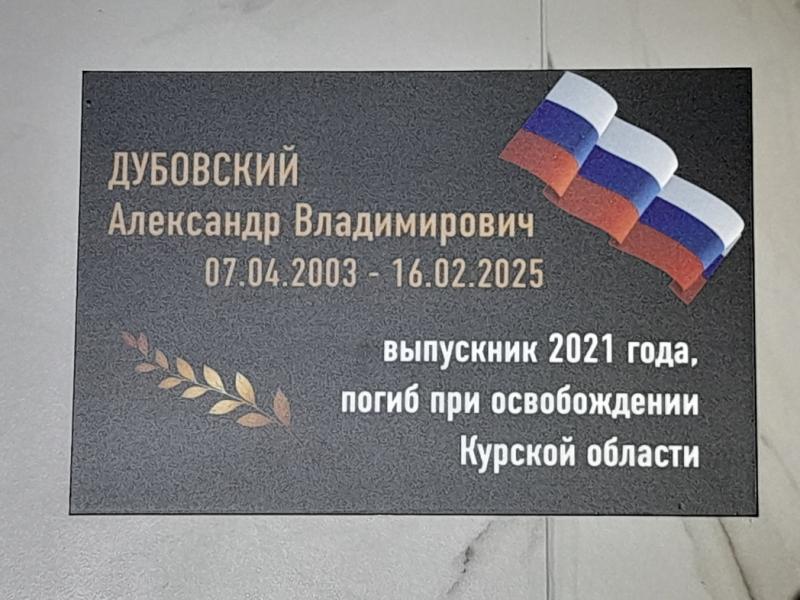 ДУБОВСКИЙ
Александр Владимирович
07.04.2003 - 16.02.2025
выпускник 2021 года,
погиб при освобождении
Курской области